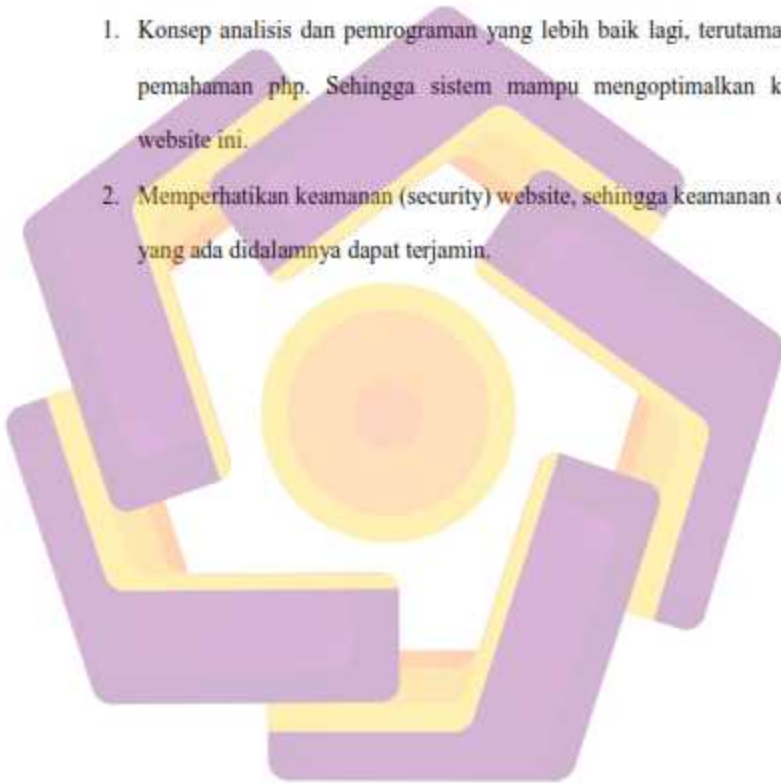 1. Konsep analisis dan pemrograman yang lebih baik lagi, terutama
pemahaman php. Sehingga sistem mampu mengoptimalkan
website ini.
2. Memperhatikan keamanan (security) website, sehingga keamanan
yang ada didalamnya dapat terjamin.